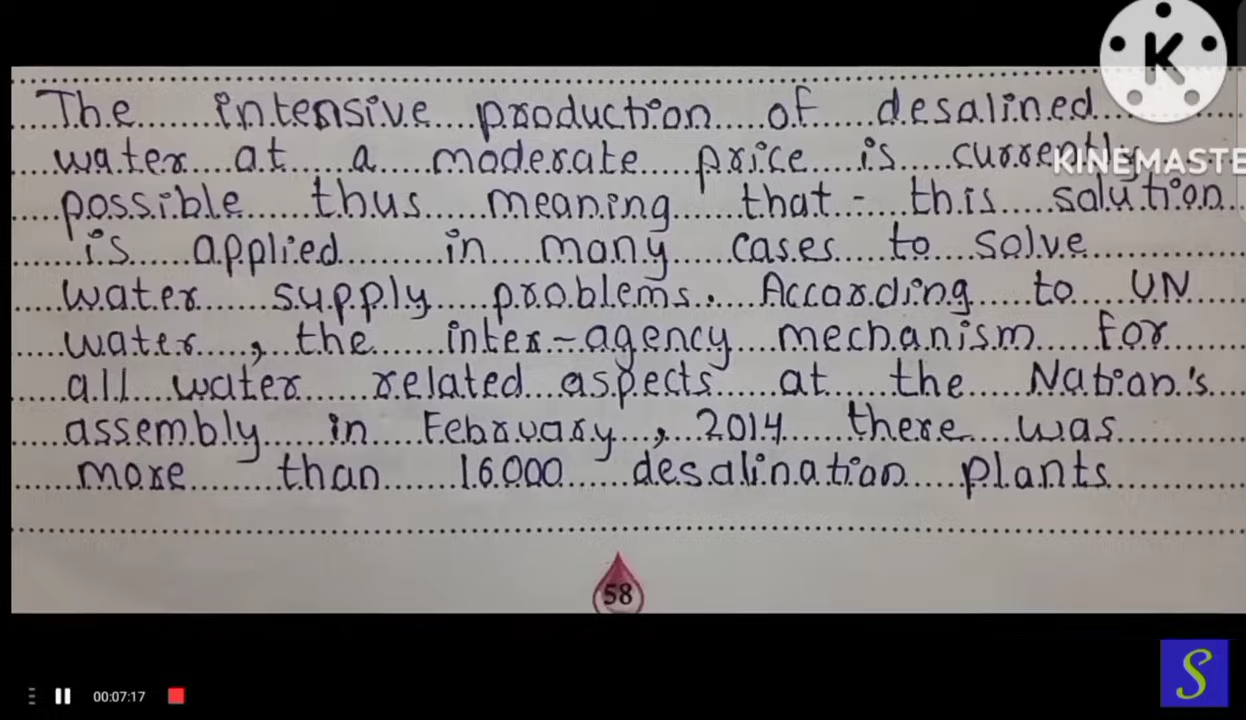 K
The intensive production of desalined
water at a moderate price is currently
KINEMASTE
possible thus meaning that - this solution
is applied in many cases to solve
water supply problems. According to UN
water, the inter-agency mechanism for
all water related aspects at the Nation's
assembly in February, 2014 there was
more than 16000 desalination plants
58
00:07:17
S